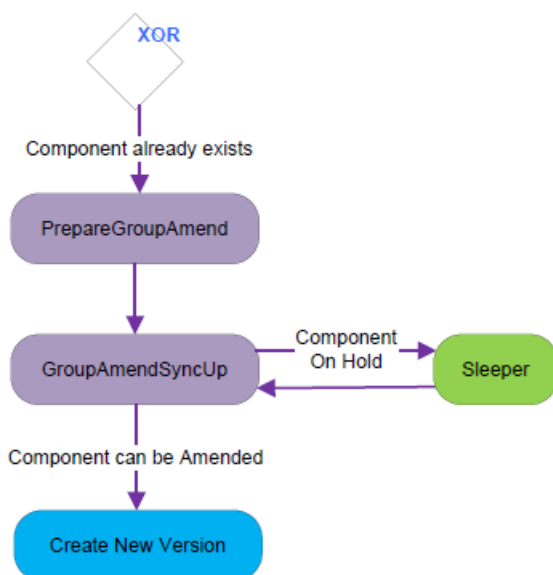 XOR
Component already exists
PrepareGroupAmend
Component
On Hold
GroupAmendSyncUp
Sleeper
Component can be Amended
Create New Version